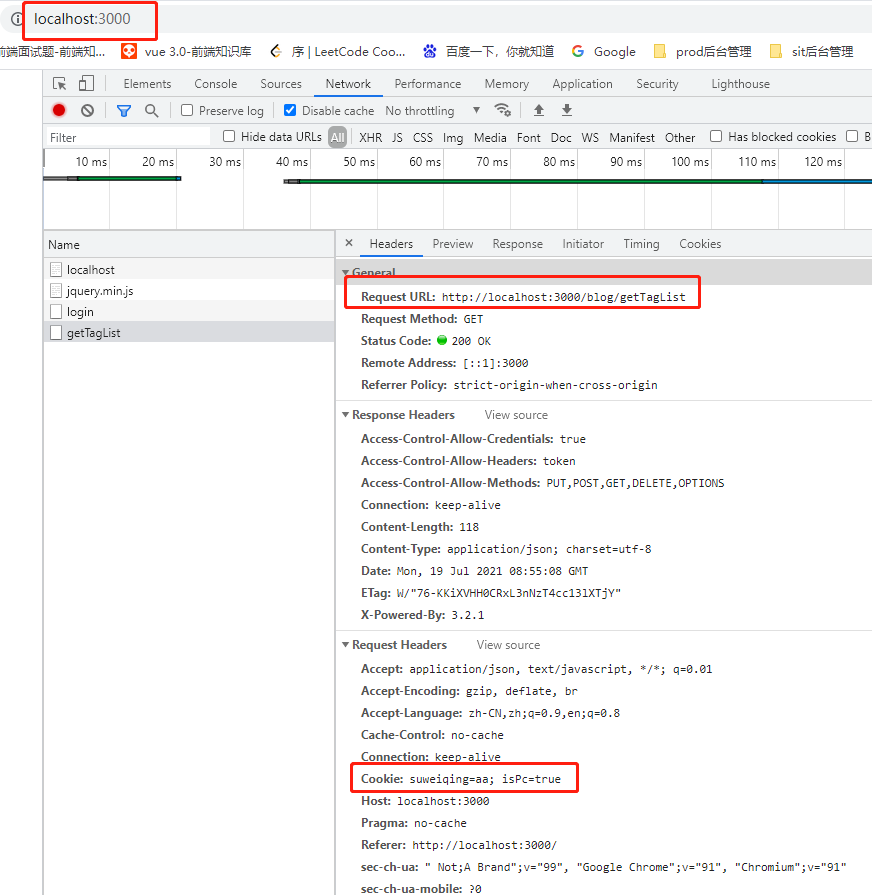 localhost:3000
前端面试题-前端知... vue 3.0-前端知识库 序 | LeetCode Coo... 百度一下，你就知道 Google prod后台管理 sit后台管理
Elements Console Sources Network Performance Memory Application Security Lighthouse
Preserve log Disable cache No throttling
Filter Hide data URLs All XHR JS CSS Img Media Font Doc WS Manifest Other Has blocked cookies B
10 ms 20 ms 30 ms 40 ms 50 ms 60 ms 70 ms 80 ms 90 ms 100 ms 110 ms 120 ms
Name
localhost
jquery.min.js
login
getTagList
× Headers Preview Response Initiator Timing Cookies
General
Request URL: http://localhost:3000/blog/getTagList
Request Method: GET
Status Code: 200 OK
Remote Address: [::1]:3000
Referrer Policy: strict-origin-when-cross-origin
Response Headers View source
Access-Control-Allow-Credentials: true
Access-Control-Allow-Headers: token
Access-Control-Allow-Methods: PUT,POST,GET,DELETE,OPTIONS
Connection: keep-alive
Content-Length: 118
Content-Type: application/json; charset=utf-8
Date: Mon, 19 Jul 2021 08:55:08 GMT
ETag: W/"76-KKiXVHH0CRxL3nNzT4cc13lXTjY"
X-Powered-By: 3.2.1
Request Headers View source
Accept: application/json, text/javascript, */*; q=0.01
Accept-Encoding: gzip, deflate, br
Accept-Language: zh-CN,zh;q=0.9,en;q=0.8
Cache-Control: no-cache
Connection: keep-alive
Cookie: suweiqing=aa; isPc=true
Host: localhost:3000
Pragma: no-cache
Referer: http://localhost:3000/
sec-ch-ua: " Not;A Brand";v="99", "Google Chrome";v="91", "Chromium";v="91"
sec-ch-ua-mobile: ?0